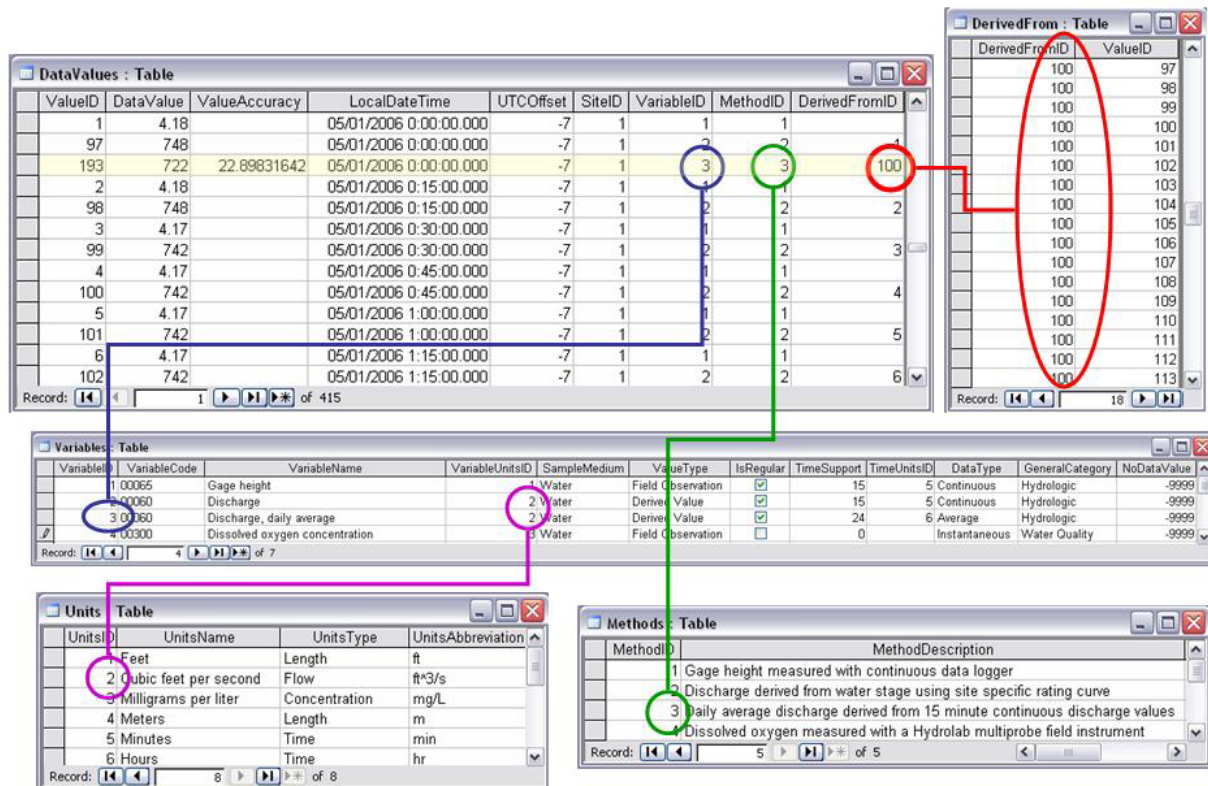 DataValues : Table
ValueID DataValue ValueAccuracy LocalDateTime UTCOffset SiteID VariableID MethodID DerivedFromID
1 4.18 05/01/2006 0:00:00.000 -7 1 1 1
97 748 05/01/2006 0:00:00.000 -7 1 2 2 1
193 722 22.89831642 05/01/2006 0:00:00.000 -7 1 3 3 100
2 4.18 05/01/2006 0:15:00.000 -7 1 1 1
98 748 05/01/2006 0:15:00.000 -7 1 2 2 2
3 4.17 05/01/2006 0:30:00.000 -7 1 1 1
99 742 05/01/2006 0:30:00.000 -7 1 2 2 3
4 4.17 05/01/2006 0:45:00.000 -7 1 1 1
100 742 05/01/2006 0:45:00.000 -7 1 2 2 4
5 4.17 05/01/2006 1:00:00.000 -7 1 1 1
101 742 05/01/2006 1:00:00.000 -7 1 2 2 5
6 4.17 05/01/2006 1:15:00.000 -7 1 1 1
102 742 05/01/2006 1:15:00.000 -7 1 2 2 6
Record: 1 of 415
DerivedFrom : Table
DerivedFromID ValueID
100 97
100 98
100 99
100 100
100 101
100 102
100 103
100 104
100 105
100 106
100 107
100 108
100 109
100 110
100 111
100 112
100 113
Record: 18
Variables : Table
VariableID VariableCode VariableName VariableUnitsID SampleMedium ValueType IsRegular TimeSupport TimeUnitsID DataType GeneralCategory NoDataValue
1 00065 Gage height 1 Water Field Observation 15 5 Continuous Hydrologic -9999
2 00060 Discharge 2 Water Derived Value 15 5 Continuous Hydrologic -9999
3 00060 Discharge, daily average 2 Water Derived Value 24 6 Average Hydrologic -9999
4 00300 Dissolved oxygen concentration 3 Water Field Observation 0 Instantaneous Water Quality -9999
Record: 4 of 7
Units : Table
UnitsID UnitsName UnitsType UnitsAbbreviation
1 Feet Length ft
2 Cubic feet per second Flow ft^3/s
3 Milligrams per liter Concentration mg/L
4 Meters Length m
5 Minutes Time min
6 Hours Time hr
Record: 8 of 8
Methods : Table
MethodID MethodDescription
1 Gage height measured with continuous data logger
2 Discharge derived from water stage using site specific rating curve
3 Daily average discharge derived from 15 minute continuous discharge values
4 Dissolved oxygen measured with a Hydrolab multiprobe field instrument
Record: 5 of 5